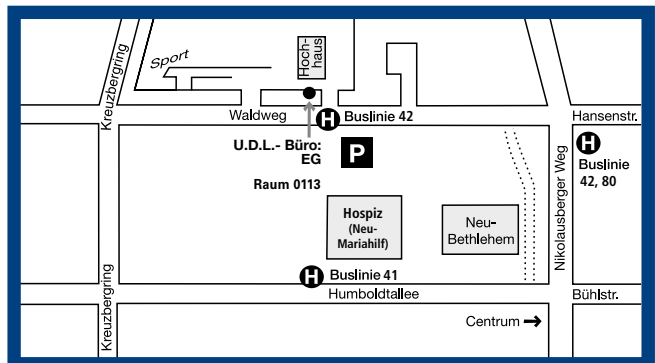 Kreuzbergring
Sport
Hoch-
haus
Waldweg
H Buslinie 42
Hansenstr.
U.D.L.- Büro:
EG
P
Raum 0113
H
Buslinie
42, 80
Nikolausberger Weg
Hospiz
(Neu-
Mariahilf)
Neu-
Bethlehem
H Buslinie 41
Kreuzbergring
Humboldtallee
Bühlstr.
Centrum →